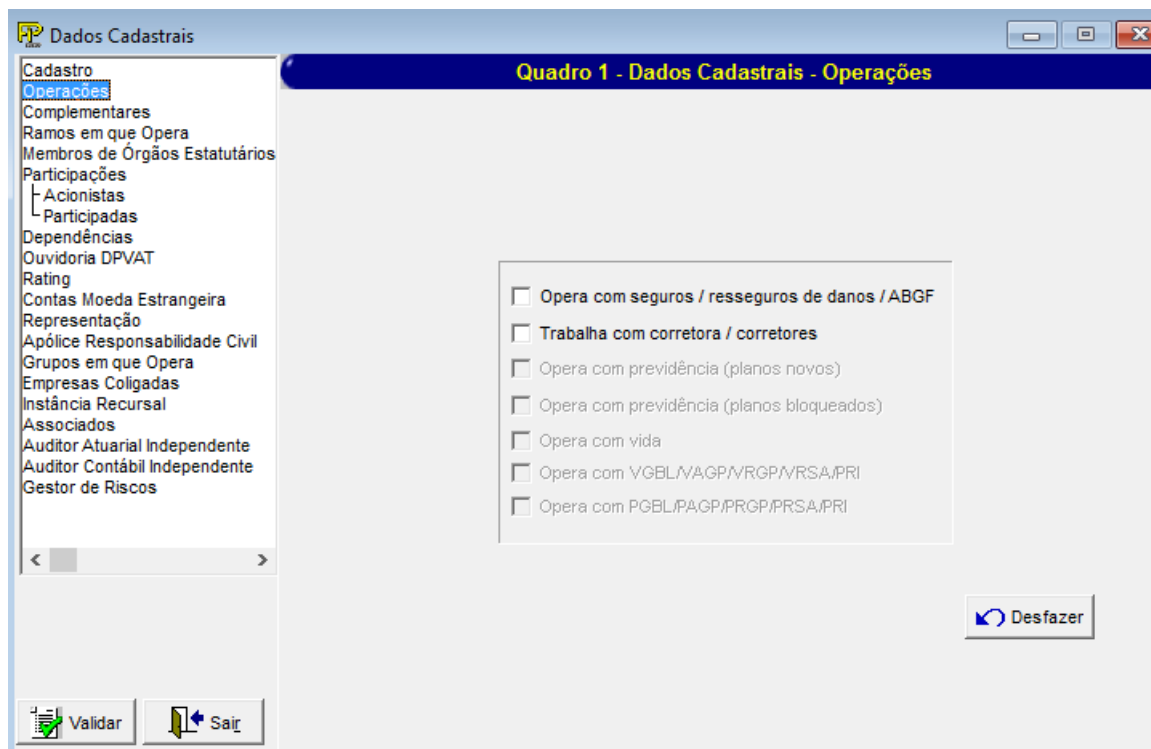 Dados Cadastrais
Cadastro
Operações
Complementares
Ramos em que Opera
Membros de Órgãos Estatutários
Participações
Acionistas
Participadas
Dependências
Ouvidoria DPVAT
Rating
Contas Moeda Estrangeira
Representação
Apólice Responsabilidade Civil
Grupos em que Opera
Empresas Coligadas
Instância Recursal
Associados
Auditor Atuarial Independente
Auditor Contábil Independente
Gestor de Riscos
Validar
Sair
Quadro 1 - Dados Cadastrais - Operações
Opera com seguros / resseguros de danos / ABGF
Trabalha com corretora / corretores
Opera com previdência (planos novos)
Opera com previdência (planos bloqueados)
Opera com vida
Opera com VGBL/VAGP/VRGP/VRSA/PRI
Opera com PGBL/PAGP/PRGP/PRSA/PRI
Desfazer